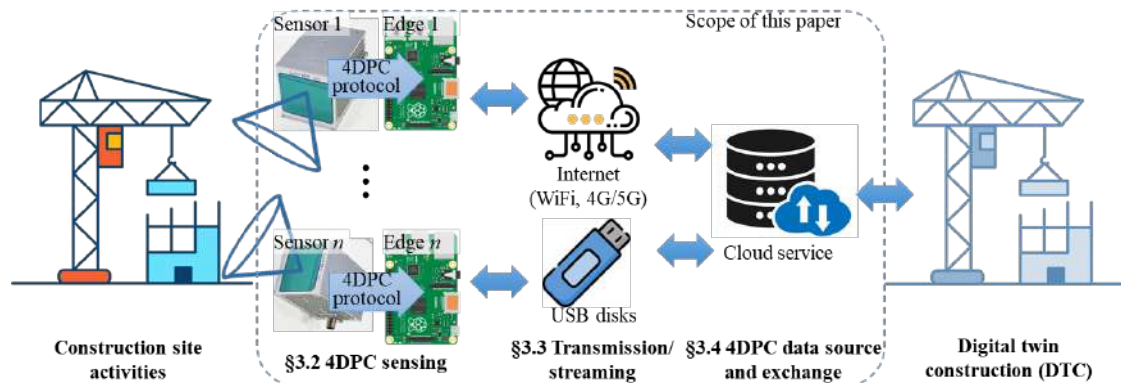 Scope of this paper
Sensor 1
Edge 1
4DPC
protocol
Internet
(WiFi, 4G/5G)
Cloud service
Sensor n
Edge n
4DPC
protocol
USB disks
Construction site
activities
§3.2 4DPC sensing
§3.3 Transmission/
streaming
§3.4 4DPC data source
and exchange
Digital twin
construction (DTC)